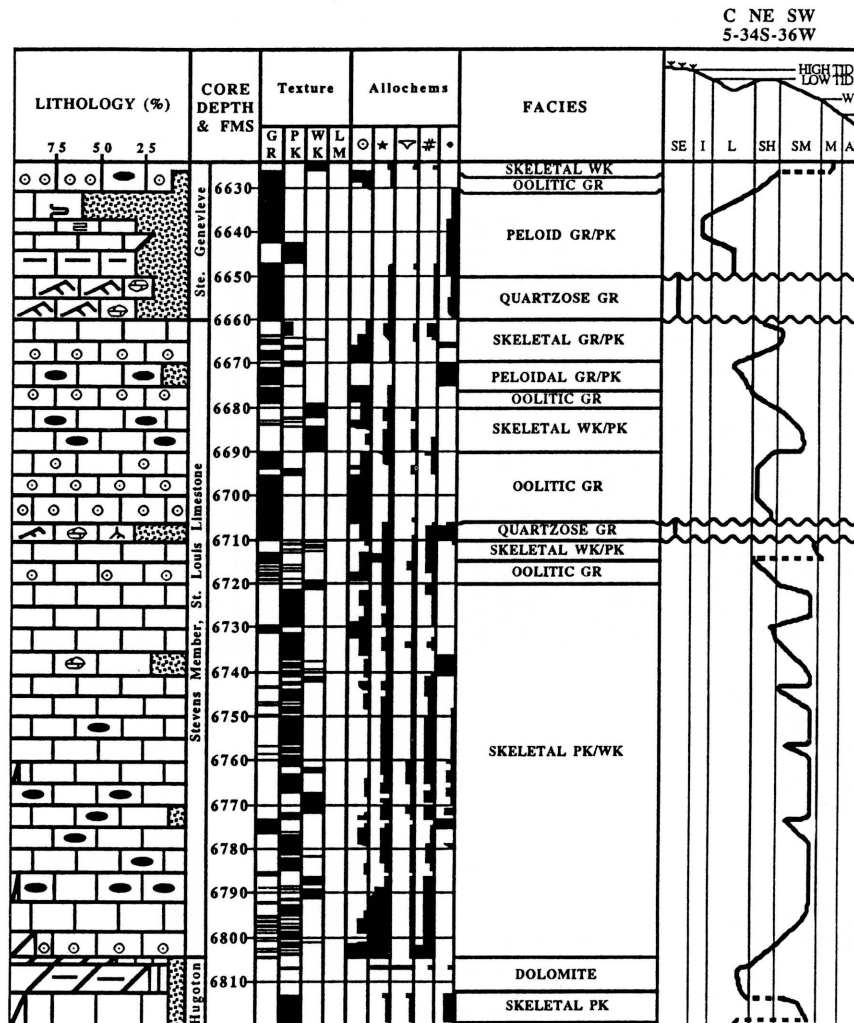 C NE SW
5-34S-36W
LITHOLOGY (%)
75 50 25
CORE
DEPTH
& FMS
Texture
G
R
P
K
W
K
L
M
Allochems
FACIES
HIGH TID
LOW TID
W
SE I L SH SM M A
Ste. Genevieve
Stevens Member, St. Louis Limestone
Hugoton
6630
6640
6650
6660
6670
6680
6690
6700
6710
6720
6730
6740
6750
6760
6770
6780
6790
6800
6810
SKELETAL WK
OOLITIC GR
PELOID GR/PK
QUARTZOSE GR
SKELETAL GR/PK
PELOIDAL GR/PK
OOLITIC GR
SKELETAL WK/PK
OOLITIC GR
QUARTZOSE GR
SKELETAL WK/PK
OOLITIC GR
SKELETAL PK/WK
DOLOMITE
SKELETAL PK